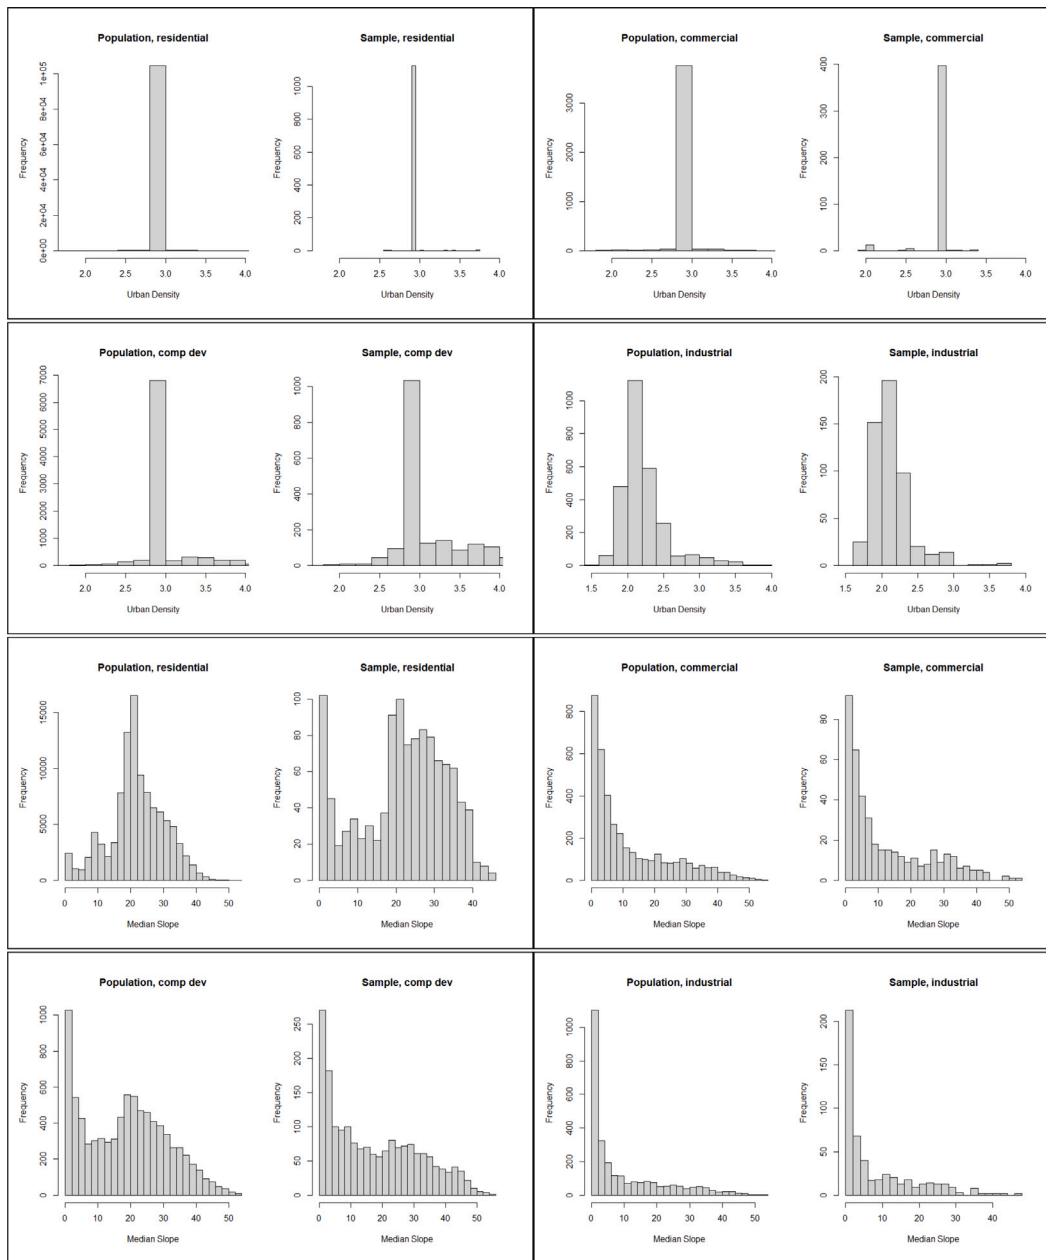 Population, residential
Sample, residential
Population, commercial
Sample, commercial
Frequency
0e+00 2e+04 4e+04 6e+04 8e+04 1e+05
2.0 2.5 3.0 3.5 4.0
Urban Density
Frequency
0 200 400 600 800 1000
2.0 2.5 3.0 3.5 4.0
Urban Density
Frequency
0 1000 2000 3000
2.0 2.5 3.0 3.5 4.0
Urban Density
Frequency
0 100 200 300 400
2.0 2.5 3.0 3.5 4.0
Urban Density
Population, comp dev
Sample, comp dev
Population, industrial
Sample, industrial
Frequency
0 1000 2000 3000 4000 5000 6000 7000
2.0 2.5 3.0 3.5 4.0
Urban Density
Frequency
0 200 400 600 800 1000
2.0 2.5 3.0 3.5 4.0
Urban Density
Frequency
0 200 400 600 800 1000
1.5 2.0 2.5 3.0 3.5 4.0
Urban Density
Frequency
0 50 100 150 200
1.5 2.0 2.5 3.0 3.5 4.0
Urban Density
Population, residential
Sample, residential
Population, commercial
Sample, commercial
Frequency
0 5000 10000 15000
0 10 20 30 40 50
Median Slope
Frequency
0 20 40 60 80 100
0 10 20 30 40 50
Median Slope
Frequency
0 200 400 600 800
0 10 20 30 40 50
Median Slope
Frequency
0 20 40 60 80
0 10 20 30 40 50
Median Slope
Population, comp dev
Sample, comp dev
Population, industrial
Sample, industrial
Frequency
0 200 400 600 800 1000
0 10 20 30 40 50
Median Slope
Frequency
0 50 100 150 200 250
0 10 20 30 40 50
Median Slope
Frequency
0 200 400 600 800 1000
0 10 20 30 40 50
Median Slope
Frequency
0 50 100 150 200
0 10 20 30 40
Median Slope